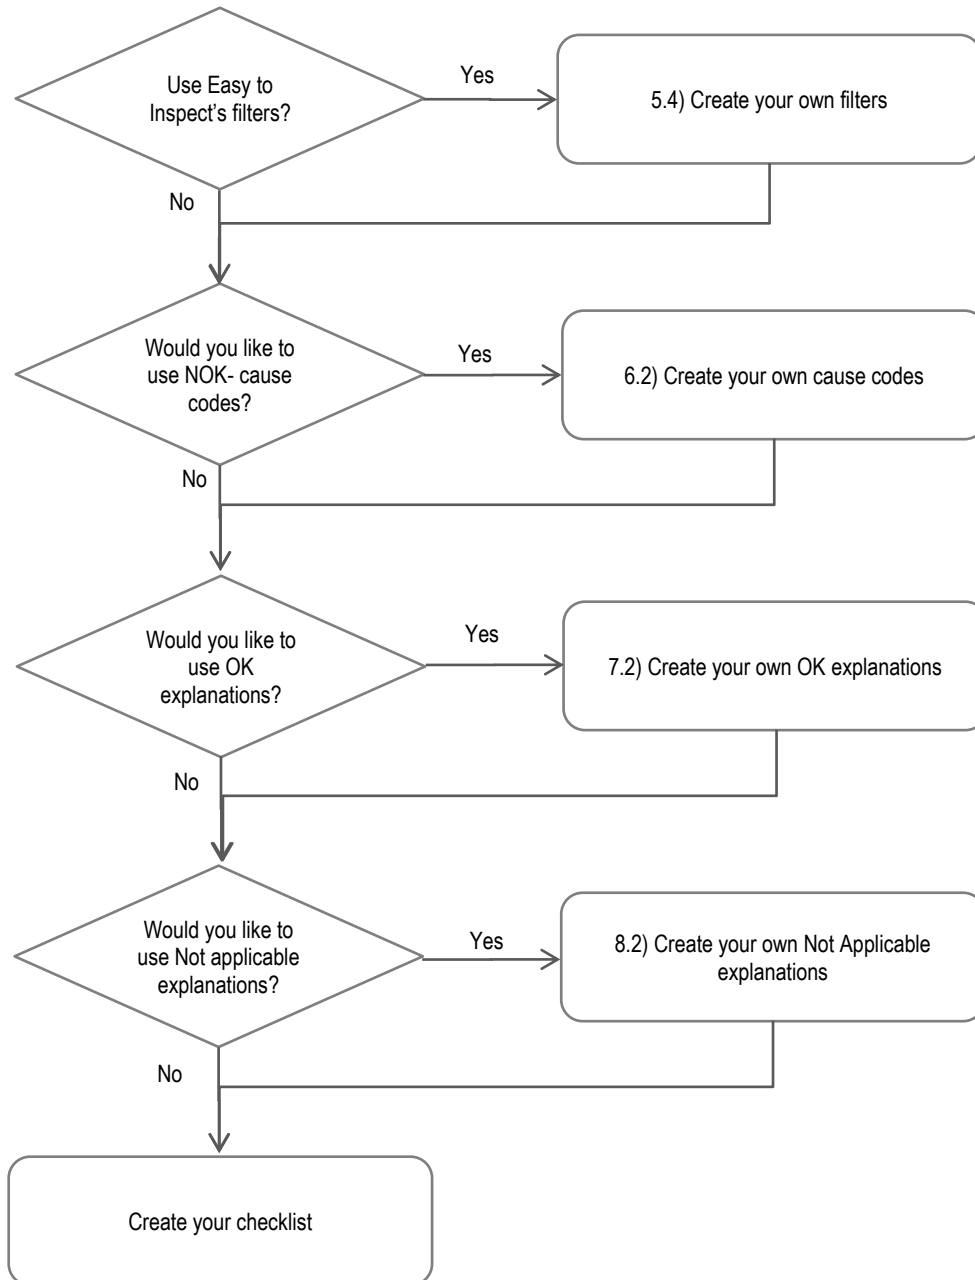 Use Easy to
Inspect’s filters?
Yes
5.4) Create your own filters
No
Would you like to
use NOK- cause
codes?
Yes
6.2) Create your own cause codes
No
Would you like to
use OK
explanations?
Yes
7.2) Create your own OK explanations
No
Would you like to
use Not applicable
explanations?
Yes
8.2) Create your own Not Applicable
explanations
No
Create your checklist